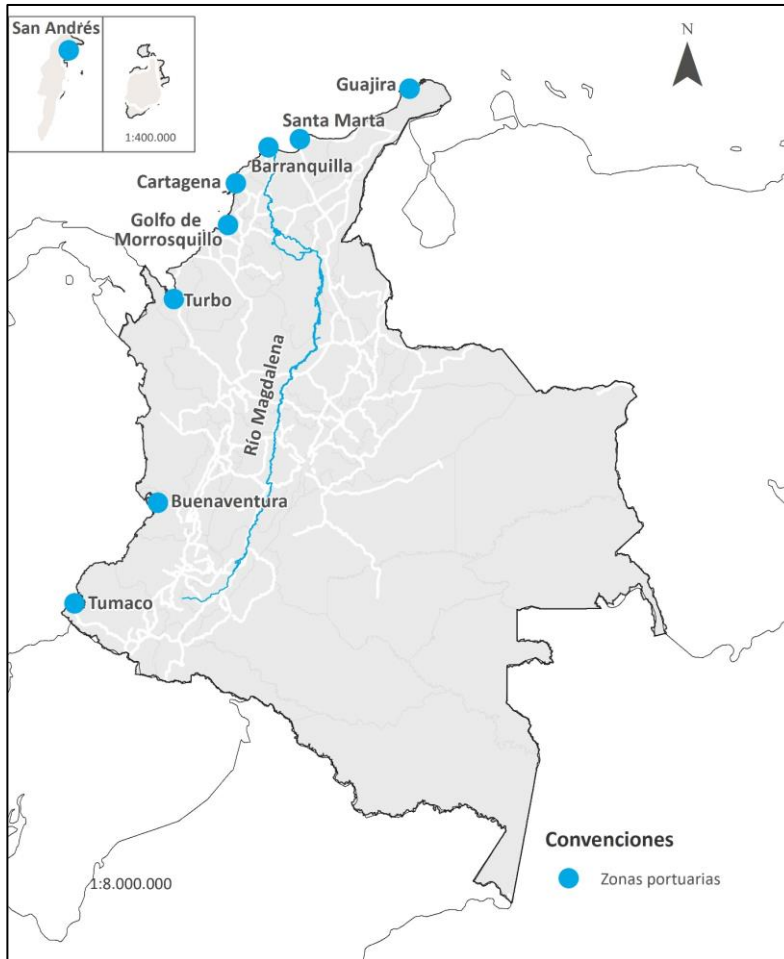 San Andrés
1:400.000
N
Guajira
Santa Marta
Barranquilla
Cartagena
Golfo de
Morrosquillo
Turbo
Río Magdalena
Buenaventura
Tumaco
Convenciones
Zonas portuarias
1:8.000.000